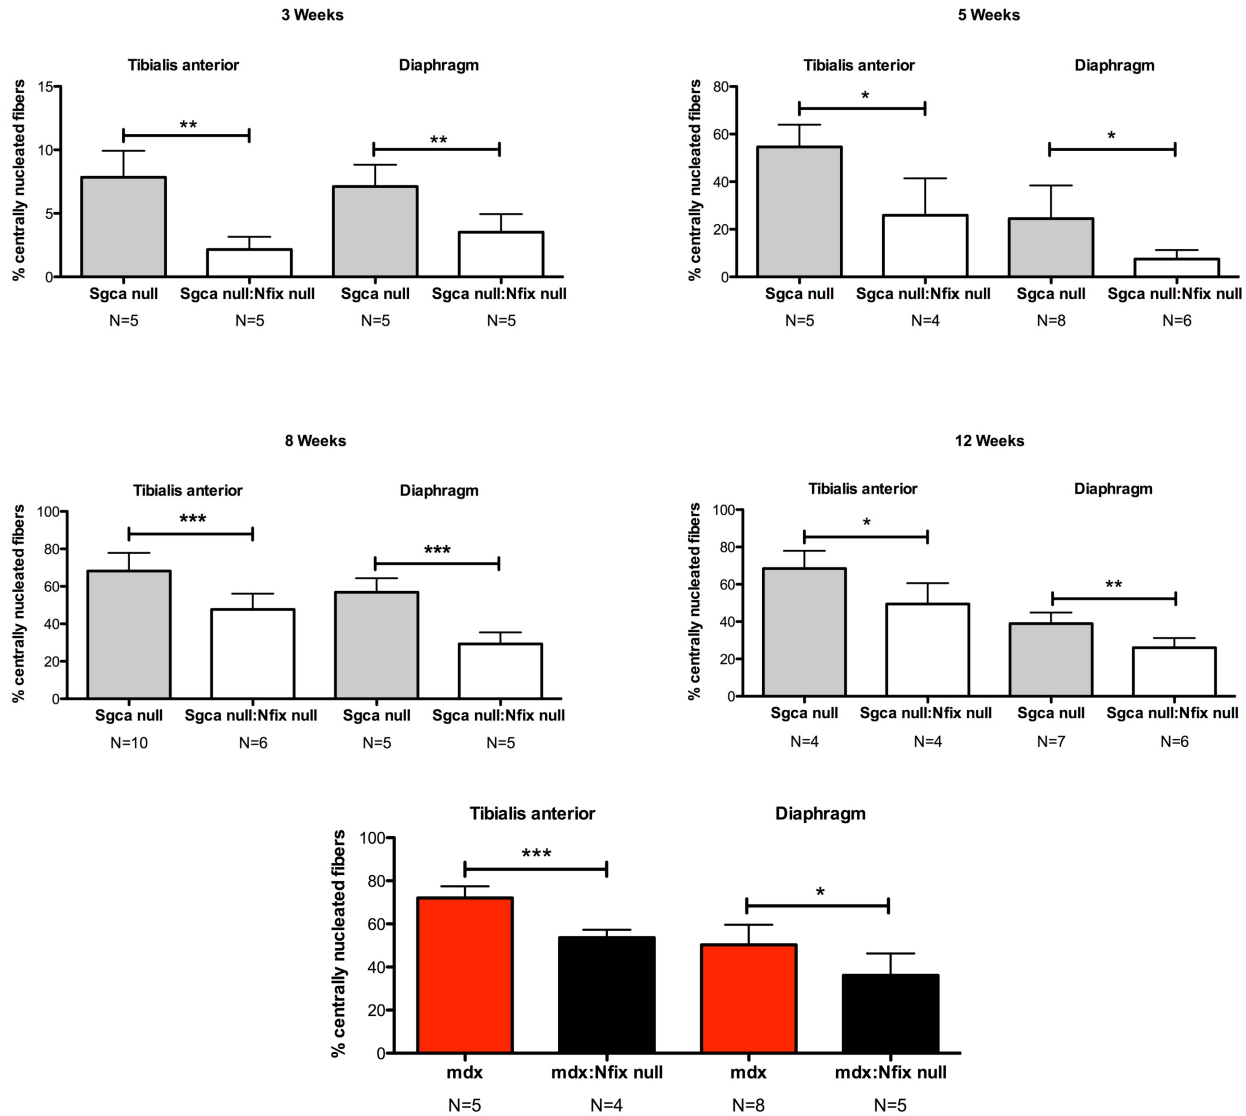 3 Weeks
Tibialis anterior Diaphragm
% centrally nucleated fibers
15
10
5
0
** **
Sgca null Sgca null:Nfix null Sgca null Sgca null:Nfix null
N=5 N=5 N=5 N=5
5 Weeks
Tibialis anterior Diaphragm
% centrally nucleated fibers
80
60
40
20
0
* *
Sgca null Sgca null:Nfix null Sgca null Sgca null:Nfix null
N=5 N=4 N=8 N=6
8 Weeks
Tibialis anterior Diaphragm
% centrally nucleated fibers
100
80
60
40
20
0
*** ***
Sgca null Sgca null:Nfix null Sgca null Sgca null:Nfix null
N=10 N=6 N=5 N=5
12 Weeks
Tibialis anterior Diaphragm
% centrally nucleated fibers
100
80
60
40
20
0
* **
Sgca null Sgca null:Nfix null Sgca null Sgca null:Nfix null
N=4 N=4 N=7 N=6
Tibialis anterior Diaphragm
% centrally nucleated fibers
100
80
60
40
20
0
*** *
mdx mdx:Nfix null mdx mdx:Nfix null
N=5 N=4 N=8 N=5